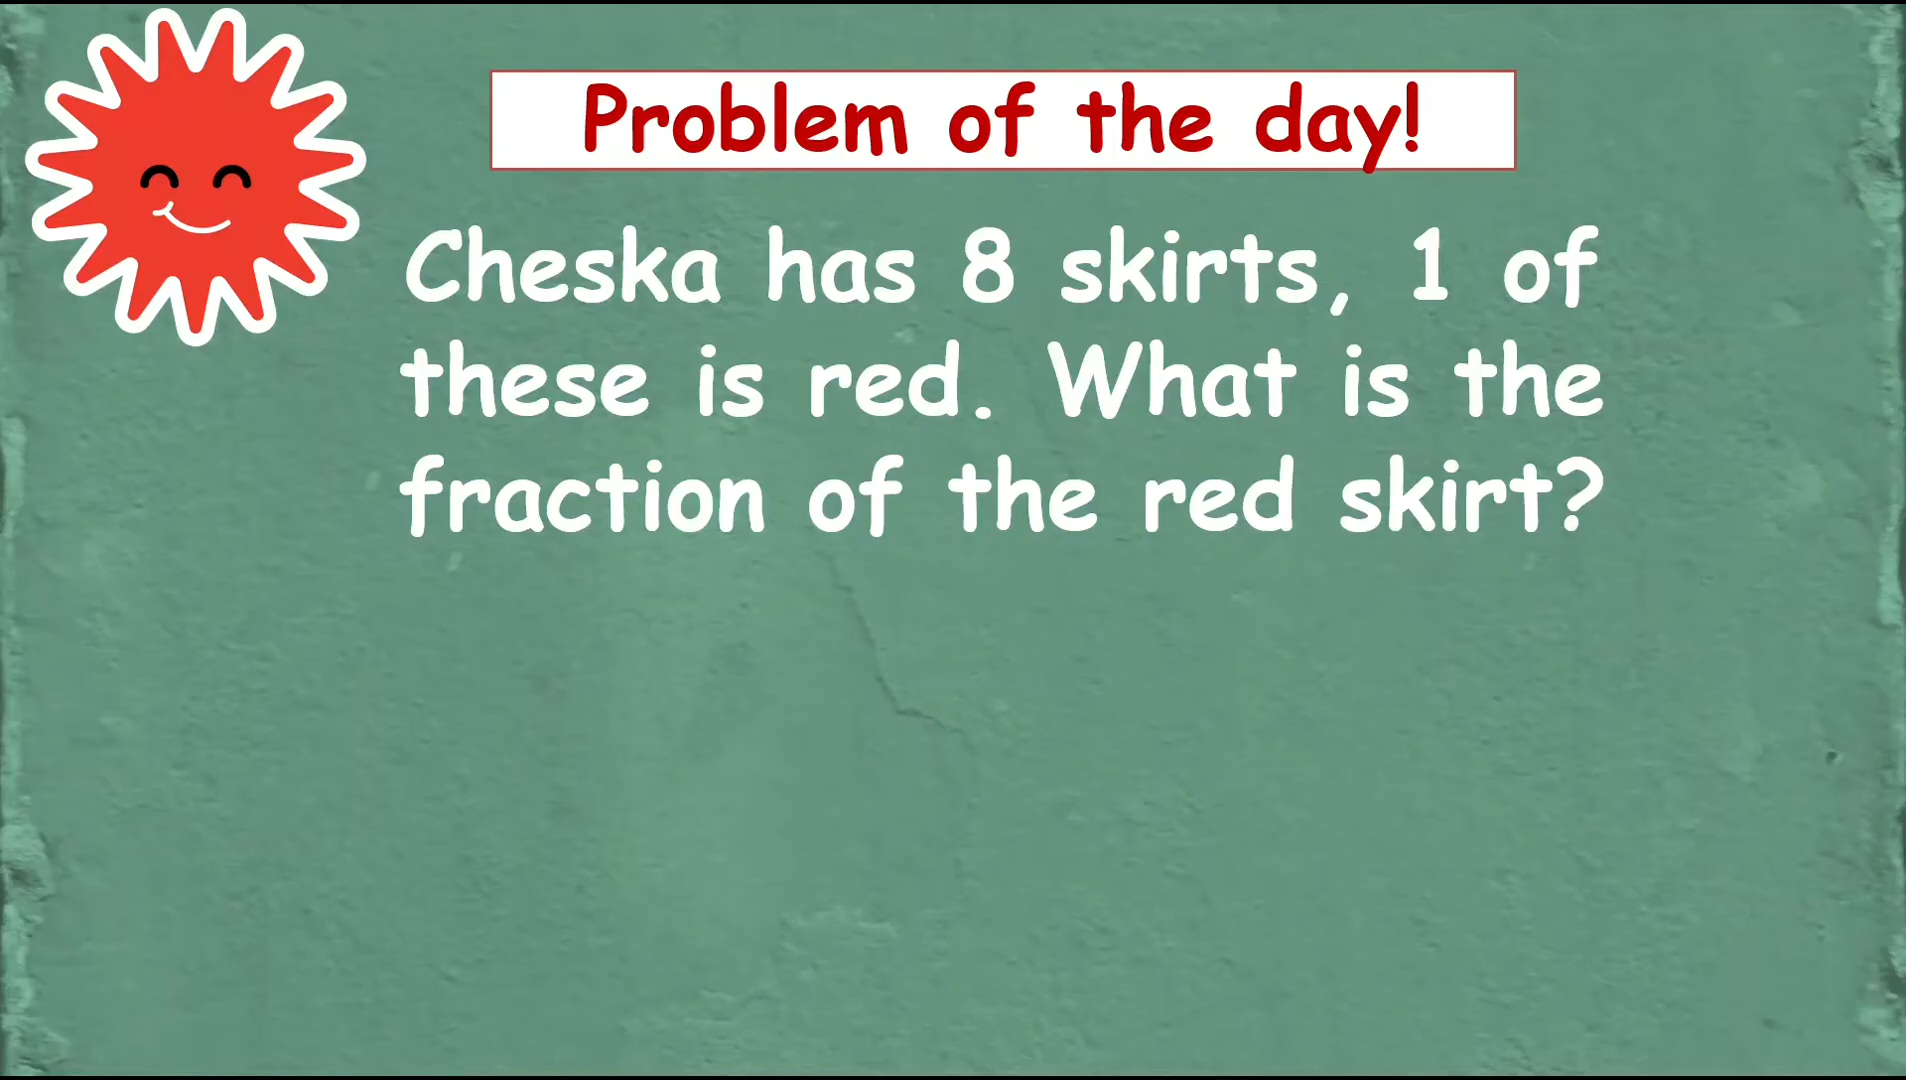 Problem of the day!
Cheska has 8 skirts, 1 of
these is red. What is the
fraction of the red skirt?